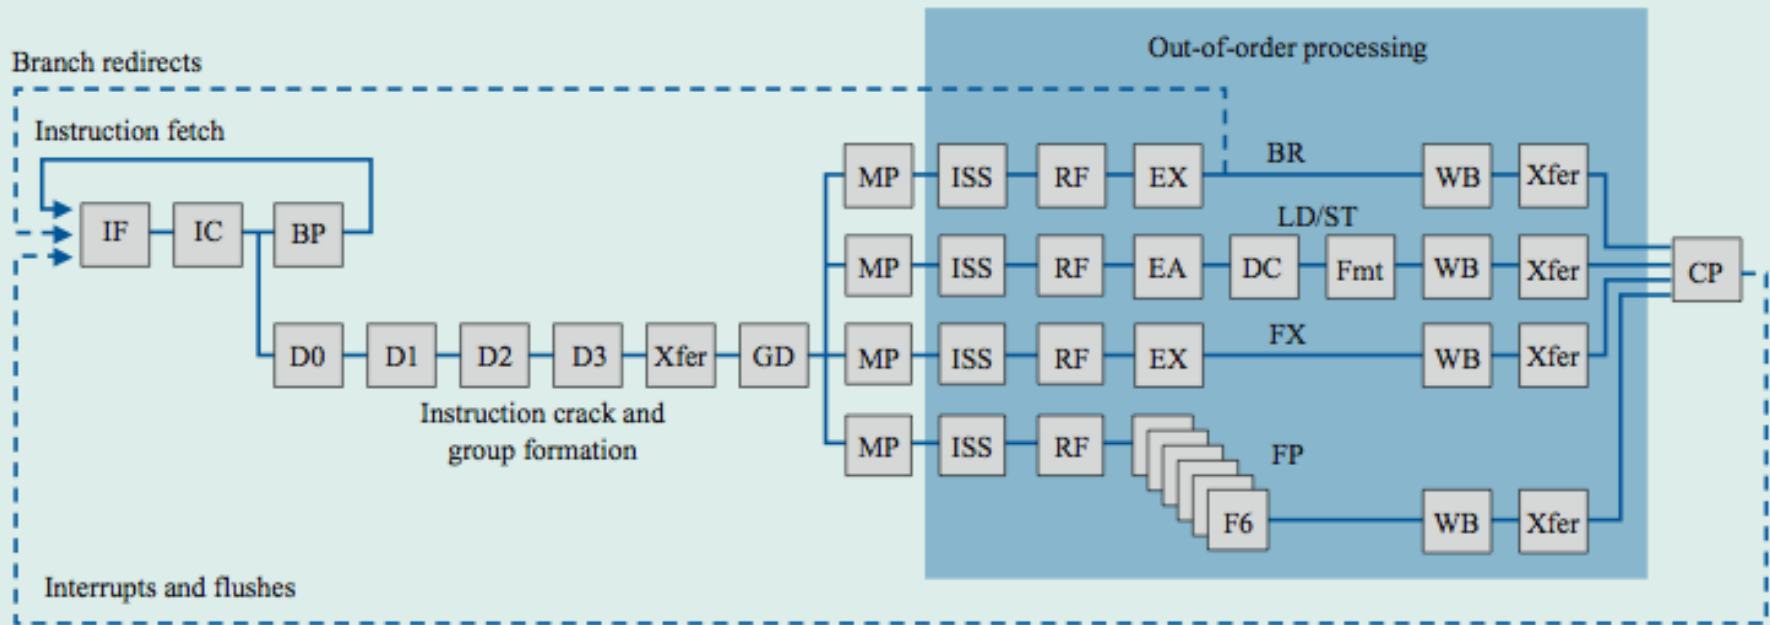 Out-of-order processing
Branch redirects
Instruction fetch
MP ISS RF EX BR WB Xfer
IF IC BP
LD/ST
MP ISS RF EA DC Fmt WB Xfer CP
D0 D1 D2 D3 Xfer GD MP ISS RF EX FX WB Xfer
Instruction crack and
group formation
MP ISS RF FP
F6 WB Xfer
Interrupts and flushes